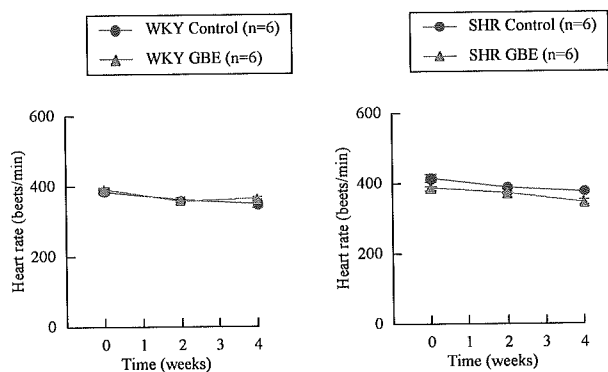 WKY Control (n=6)
WKY GBE (n=6)
SHR Control (n=6)
SHR GBE (n=6)
600
400
200
0
Heart rate (beets/min)
0 1 2 3 4
Time (weeks)
600
400
200
0
Heart rate (beets/min)
0 1 2 3 4
Time (weeks)